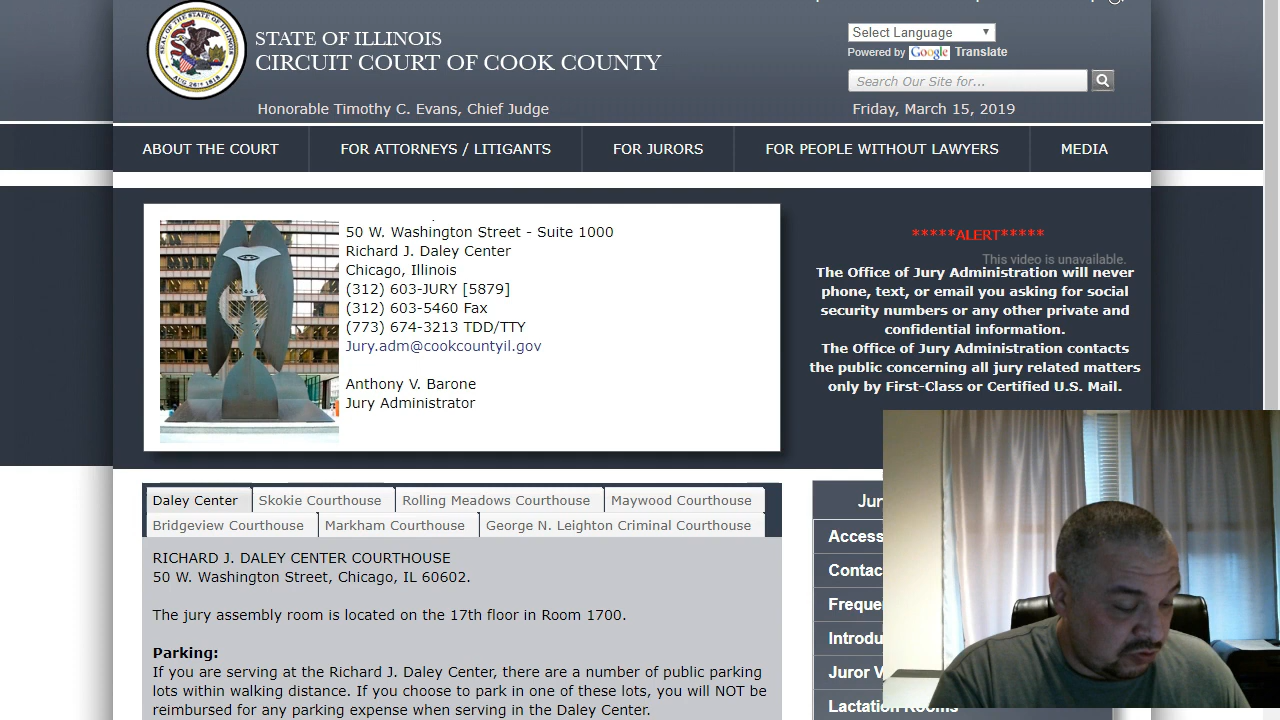 STATE OF ILLINOIS
CIRCUIT COURT OF COOK COUNTY
Honorable Timothy C. Evans, Chief Judge
Select Language
Powered by Google Translate
Search Our Site for...
Friday, March 15, 2019
ABOUT THE COURT
FOR ATTORNEYS / LITIGANTS
FOR JURORS
FOR PEOPLE WITHOUT LAWYERS
MEDIA
50 W. Washington Street - Suite 1000
Richard J. Daley Center
Chicago, Illinois
(312) 603-JURY [5879]
(312) 603-5460 Fax
(773) 674-3213 TDD/TTY
Jury.adm@cookcountyil.gov
Anthony V. Barone
Jury Administrator
*****ALERT*****
This video is unavailable.
The Office of Jury Administration will never
phone, text, or email you asking for social
security numbers or any other private and
confidential information.
The Office of Jury Administration contacts
the public concerning all jury related matters
only by First-Class or Certified U.S. Mail.
Daley Center
Skokie Courthouse
Rolling Meadows Courthouse
Maywood Courthouse
Bridgeview Courthouse
Markham Courthouse
George N. Leighton Criminal Courthouse
RICHARD J. DALEY CENTER COURTHOUSE
50 W. Washington Street, Chicago, IL 60602.
The jury assembly room is located on the 17th floor in Room 1700.
Parking:
If you are serving at the Richard J. Daley Center, there are a number of public parking
lots within walking distance. If you choose to park in one of these lots, you will NOT be
reimbursed for any parking expense when serving in the Daley Center.
Jur
Access
Contac
Freque
Introdu
Juror V
Lactation Rooms